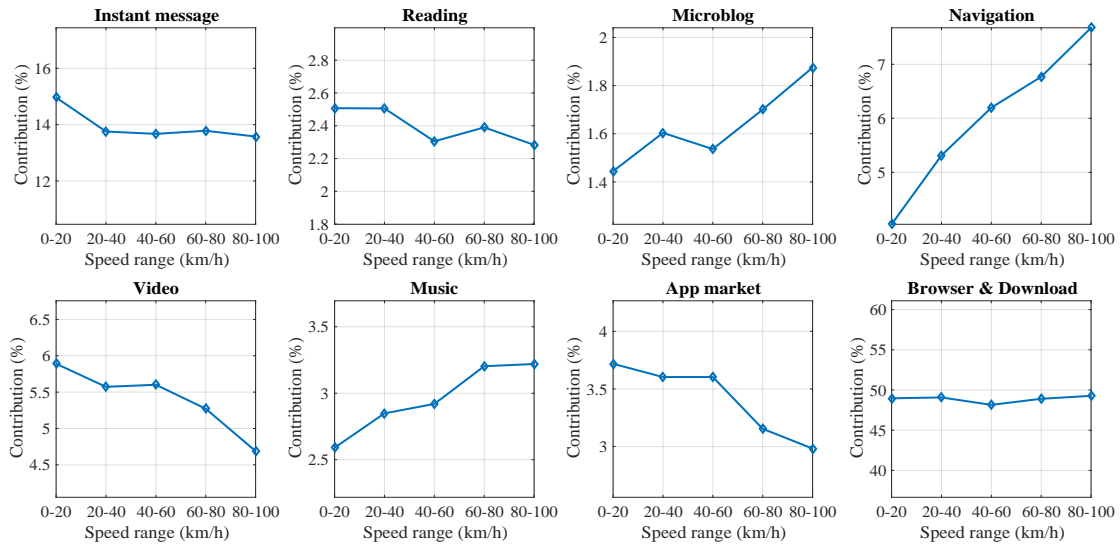 Instant message
Contribution (%)
16
14
12
0-20 20-40 40-60 60-80 80-100
Speed range (km/h)
Reading
Contribution (%)
2.8
2.6
2.4
2.2
2
1.8
0-20 20-40 40-60 60-80 80-100
Speed range (km/h)
Microblog
Contribution (%)
2
1.8
1.6
1.4
0-20 20-40 40-60 60-80 80-100
Speed range (km/h)
Navigation
Contribution (%)
7
6
5
0-20 20-40 40-60 60-80 80-100
Speed range (km/h)
Video
Contribution (%)
6.5
6
5.5
5
4.5
0-20 20-40 40-60 60-80 80-100
Speed range (km/h)
Music
Contribution (%)
3.5
3
2.5
0-20 20-40 40-60 60-80 80-100
Speed range (km/h)
App market
Contribution (%)
4
3.5
3
0-20 20-40 40-60 60-80 80-100
Speed range (km/h)
Browser & Download
Contribution (%)
60
55
50
45
40
0-20 20-40 40-60 60-80 80-100
Speed range (km/h)